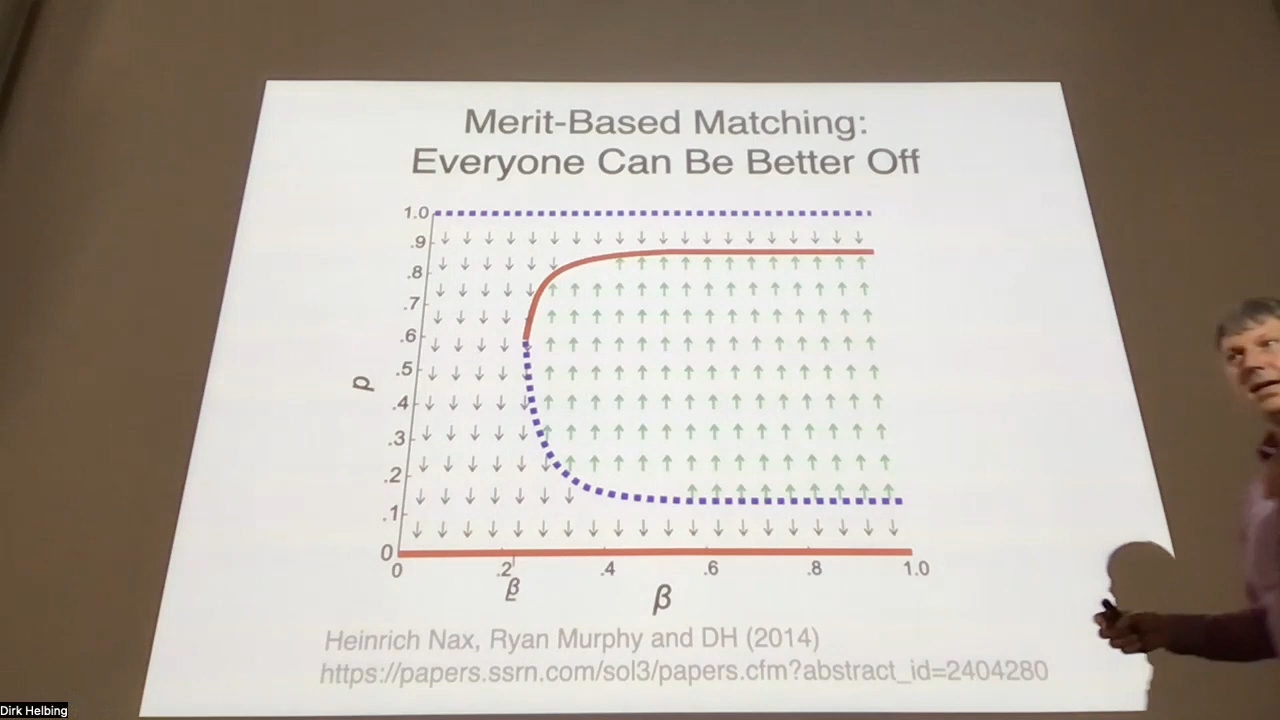 Merit-Based Matching:
Everyone Can Be Better Off
1.0
.9
.8
.7
.6
.5
.4
.3
.2
.1
0
p
0 .2 .4 .6 .8 1.0
β
β
Heinrich Nax, Ryan Murphy and DH (2014)
https://papers.ssrn.com/sol3/papers.cfm?abstract_id=2404280
Dirk Helbing